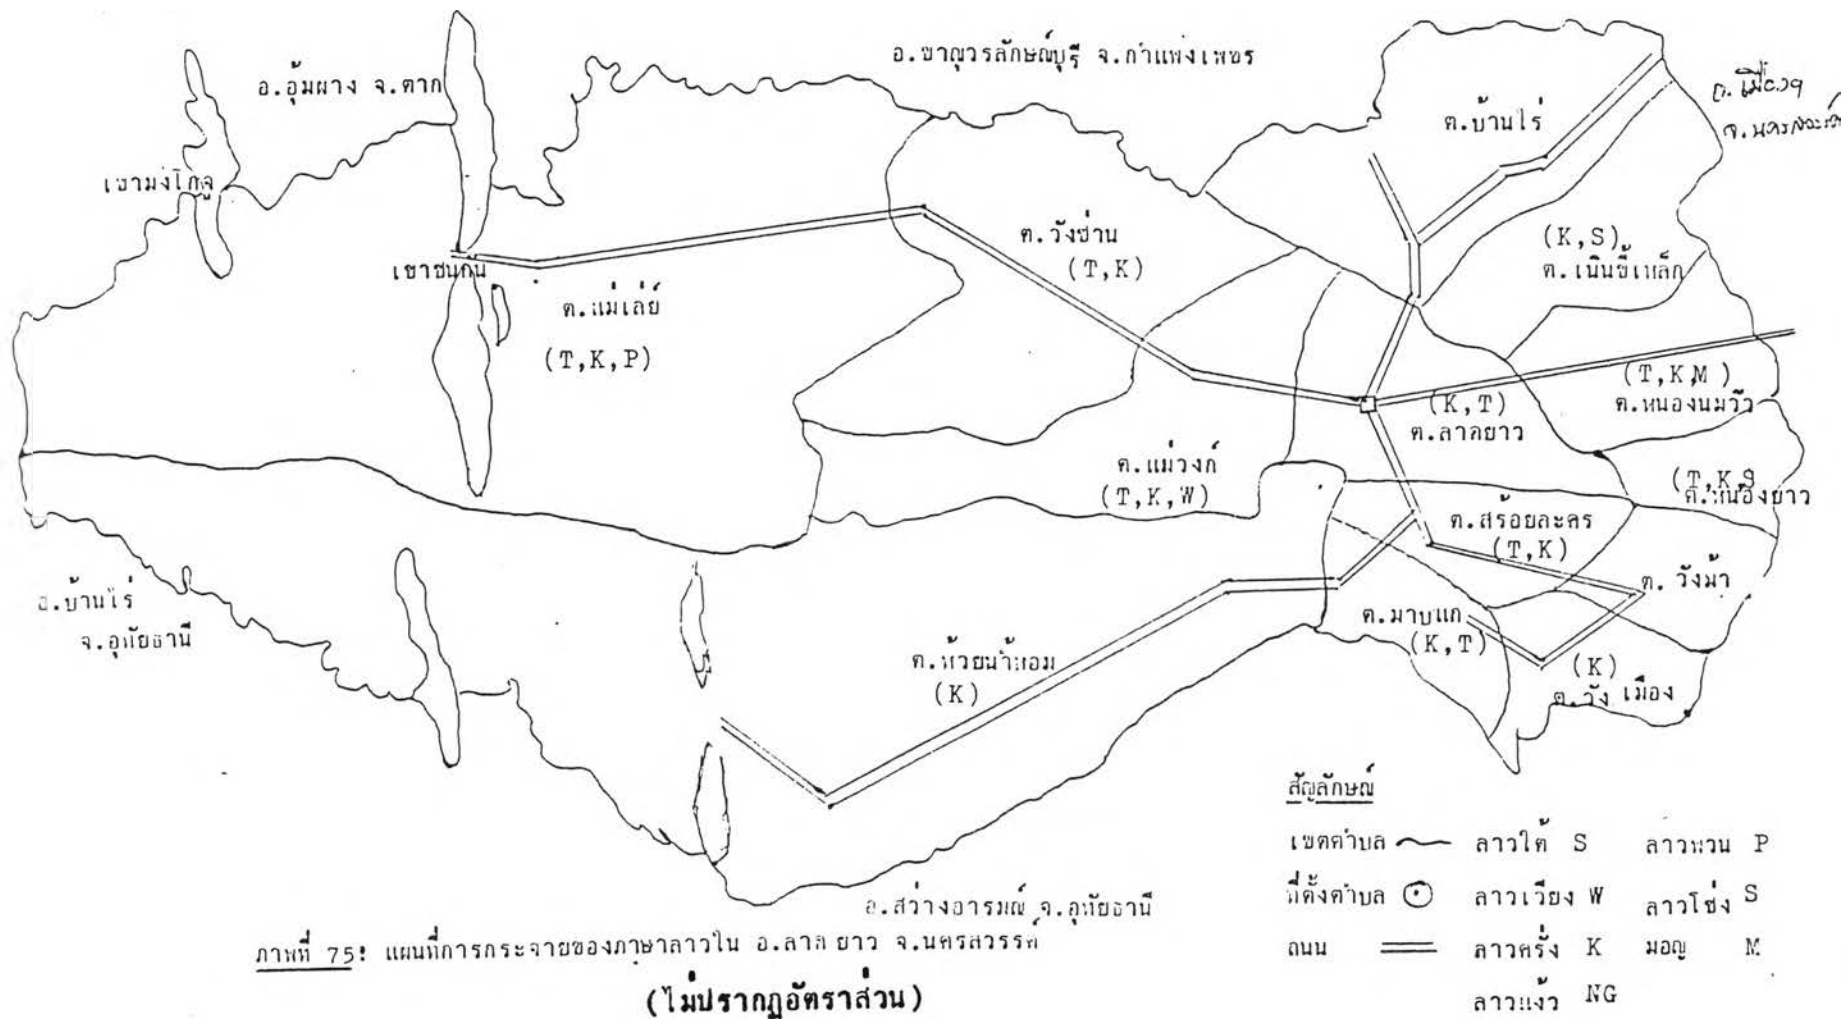 อ.ขาณุวรลักษณ์บุรี จ.กำแพงเพชร
อ.อุ้มผาง จ.ตาก
อ.เมือง
จ.นครสวรรค์
ต.บ้านไร่
เขามงโกจู
ต.วังซ่าน
(T,K)
(K,S)
ต.เนินขี้เหล็ก
เขาชนกัน
ต.แม่เล่ย์
(T,K,P)
(T,K,M)
ต.หนองนมวัว
(K,T)
ต.ลาดยาว
ต.แม่วงก์
(T,K,W)
(T,K,S
ต.หนองยาว
ต.สร้อยละคร
(T,K)
ต. วังม้า
อ.บ้านไร่
จ.อุทัยธานี
ต.มาบแก
(K,T)
ต.ห้วยน้ำหอม
(K)
(K)
ต.วัง เมือง
อ.สว่างอารมณ์ จ.อุทัยธานี
สัญลักษณ์
เขตตำบล ลาวใต้ S ลาวพวน P
ที่ตั้งตำบล ลาวเวียง W ลาวโซ่ง S
ถนน ลาวครั่ง K มอญ M
ลาวแง้ว NG
ภาพที่ 75: แผนที่การกระจายของภาษาลาวใน อ.ลาดยาว จ.นครสวรรค์
(ไม่ปรากฏอัตราส่วน)